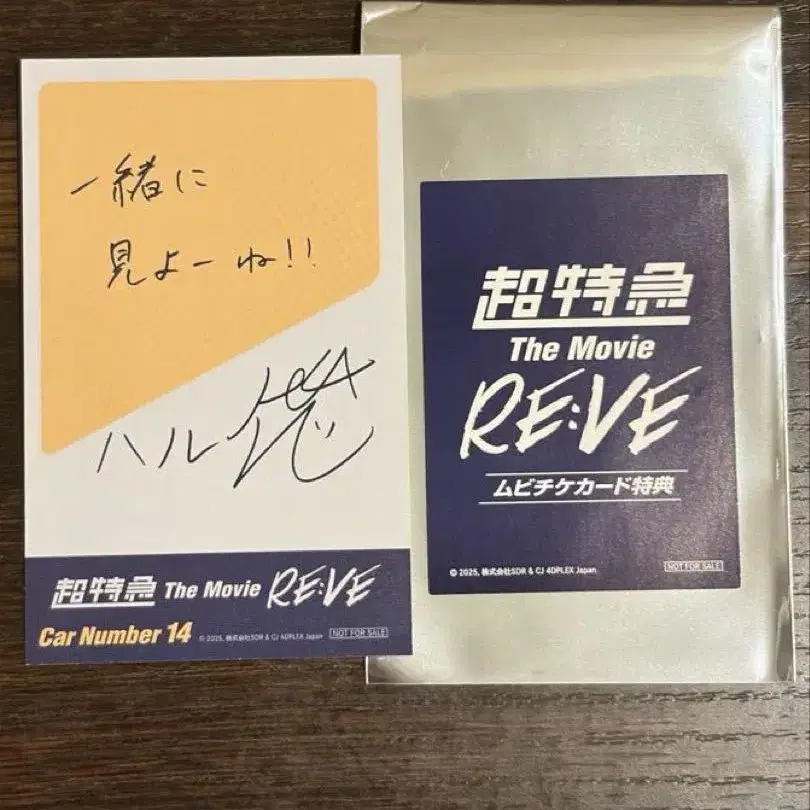 一緒に
見よーね!!
ハル
超特急 The Movie RE:VE
Car Number 14
© 2025, 株式会社SDR & CJ 4DPLEX Japan
NOT FOR SALE
超特急
The Movie
RE:VE
ムビチケカード特典
© 2025, 株式会社SDR & CJ 4DPLEX Japan
NOT FOR SALE